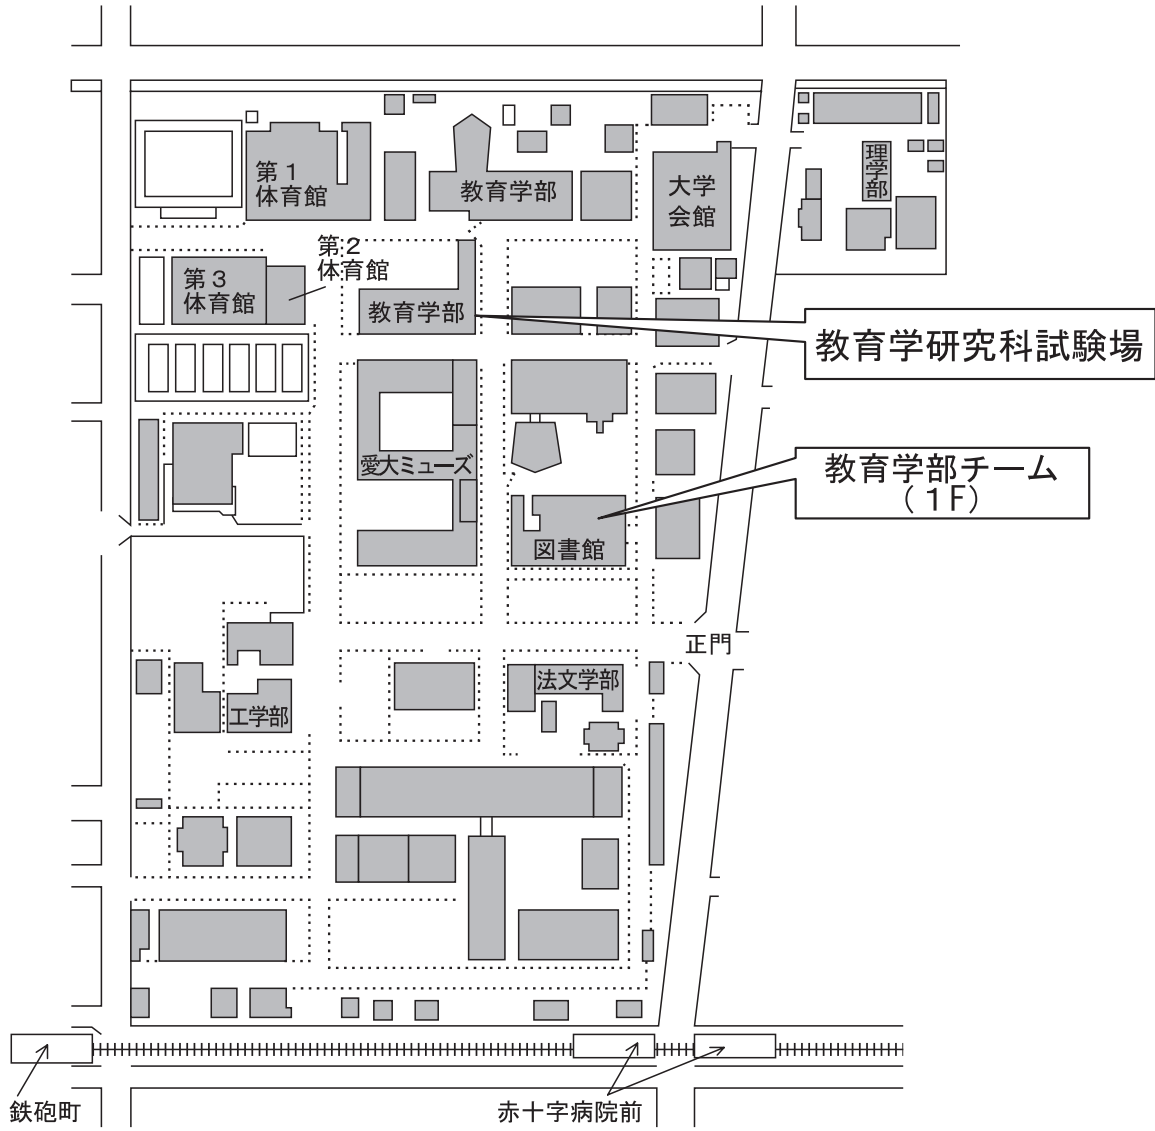 第１
体育館
教育学部
大学
会館
理学部
第２
体育館
第３
体育館
教育学部
教育学研究科試験場
愛大ミューズ
教育学部チーム
（１F）
図書館
正門
法文学部
工学部
鉄砲町
赤十字病院前